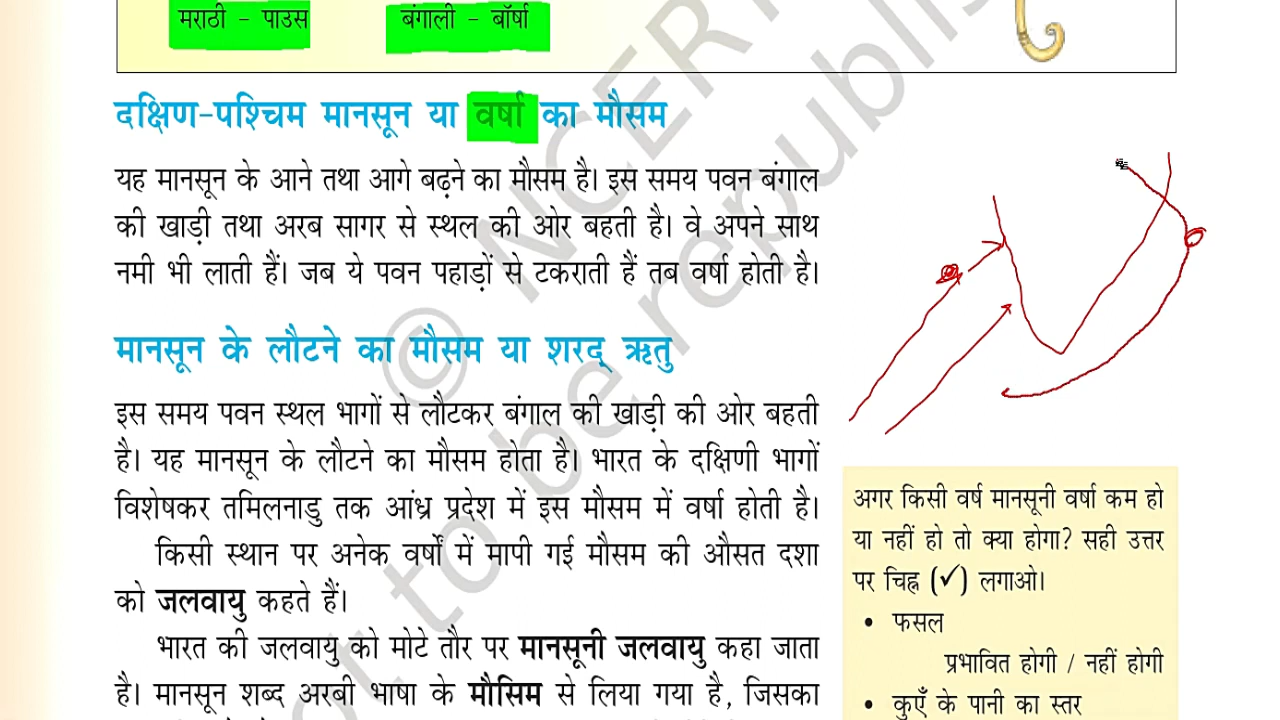 मराठी – पाउस
बंगाली – बॉर्षा
दक्षिण-पश्चिम मानसून या वर्षा का मौसम
यह मानसून के आने तथा आगे बढ़ने का मौसम है। इस समय पवन बंगाल
की खाड़ी तथा अरब सागर से स्थल की ओर बहती है। वे अपने साथ
नमी भी लाती हैं। जब ये पवन पहाड़ों से टकराती हैं तब वर्षा होती है।
मानसून के लौटने का मौसम या शरद् ऋतु
इस समय पवन स्थल भागों से लौटकर बंगाल की खाड़ी की ओर बहती
है। यह मानसून के लौटने का मौसम होता है। भारत के दक्षिणी भागों
विशेषकर तमिलनाडु तक आंध्र प्रदेश में इस मौसम में वर्षा होती है।
किसी स्थान पर अनेक वर्षों में मापी गई मौसम की औसत दशा
को जलवायु कहते हैं।
भारत की जलवायु को मोटे तौर पर मानसूनी जलवायु कहा जाता
है। मानसून शब्द अरबी भाषा के मौसिम से लिया गया है, जिसका
अगर किसी वर्ष मानसूनी वर्षा कम हो
या नहीं हो तो क्या होगा? सही उत्तर
पर चिह्न (✓) लगाओ।
• फसल
प्रभावित होगी / नहीं होगी
• कुएँ के पानी का स्तर
© NCERT
not to be republis